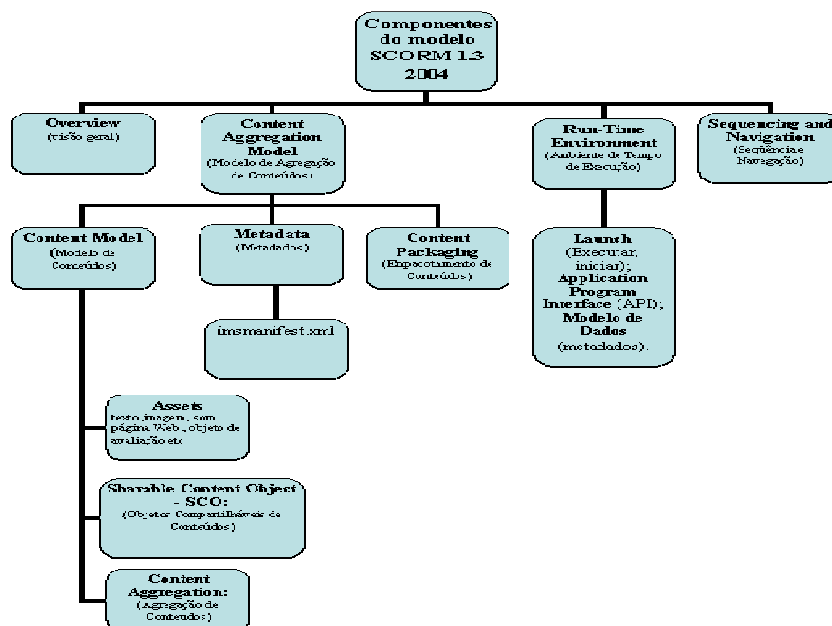 Componentes
do modelo
SCORM 1.3
2004
Overview
(visão geral)
Content
Aggregation
Model
(Modelo de Agregação
de Conteúdos)
Run-Time
Environment
(Ambiente de Tempo
de Execução)
Sequencing and
Navigation
(Seqüência e
Navegação)
Content Model
(Modelo de
Conteúdos)
Metadata
(Metadados)
Content
Packaging
(Empacotamento de
Conteúdos)
Launch
(Executar,
iniciar);
Application
Program
Interface (API);
Modelo de
Dados
(metadados).
imsmanifest.xml
Assets
texto, imagem, som,
página Web, objeto de
avaliação etc
Sharable Content Object
- SCO:
(Objetos Compartilháveis de
Conteúdos)
Content
Aggregation:
(Agregação de
Conteúdos)